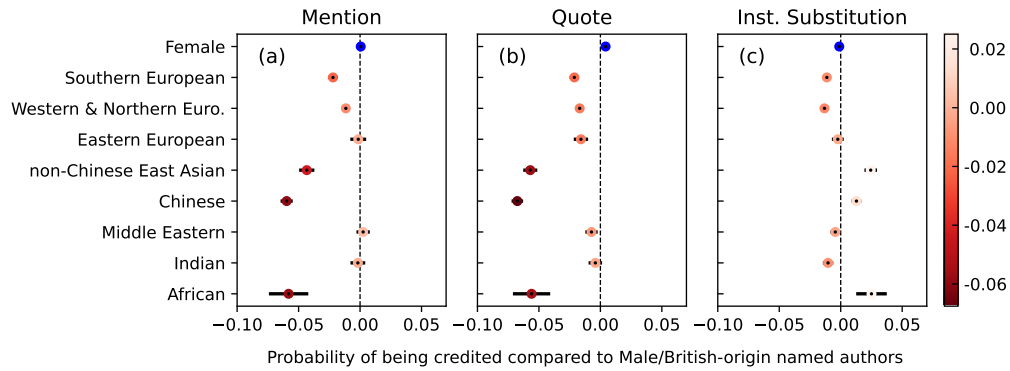 Mention Quote Inst. Substitution
(a) (b) (c)
Female
Southern European
Western & Northern Euro.
Eastern European
non-Chinese East Asian
Chinese
Middle Eastern
Indian
African
−0.10 −0.05 0.00 0.05 −0.10 −0.05 0.00 0.05 −0.10 −0.05 0.00 0.05
Probability of being credited compared to Male/British-origin named authors
0.02
0.00
-0.02
-0.04
-0.06